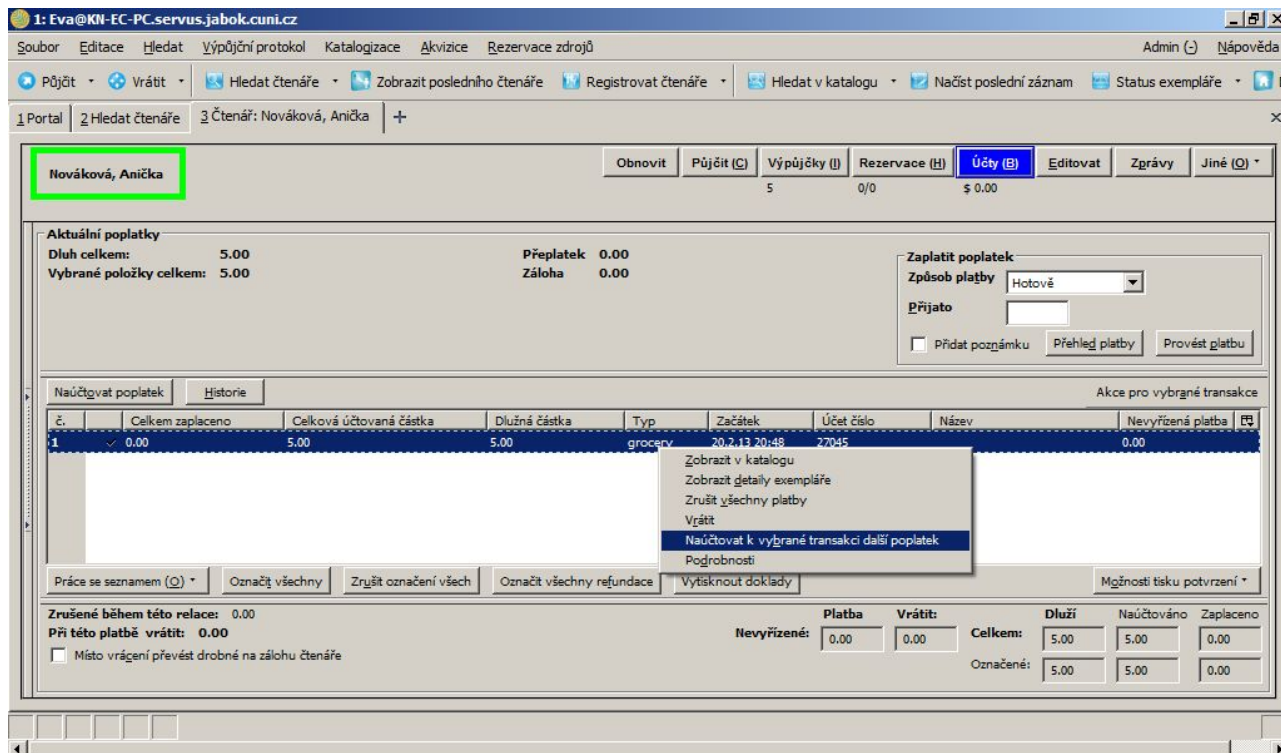 1: Eva@KN-EC-PC.servus.jabok.cuni.cz
Soubor Editace Hledat Výpůjční protokol Katalogizace Akvizice Rezervace zdrojů Admin (-) Nápověda
Půjčit Vrátit Hledat čtenáře Zobrazit posledního čtenáře Registrovat čtenáře Hledat v katalogu Načíst poslední záznam Status exempláře
1 Portal 2 Hledat čtenáře 3 Čtenář: Nováková, Anička
Nováková, Anička
Obnovit Půjčit (C) Výpůjčky (I) Rezervace (H) Účty (B) Editovat Zprávy Jiné (O)
5 0/0 $ 0.00
Aktuální poplatky
Dluh celkem: 5.00 Přeplatek 0.00
Vybrané položky celkem: 5.00 Záloha 0.00
Zaplatit poplatek
Způsob platby Hotově
Přijato
Přidat poznámku Přehled platby Provést platbu
Naúčtovat poplatek Historie Akce pro vybrané transakce
č. Celkem zaplaceno Celková účtovaná částka Dlužná částka Typ Začátek Účet číslo Název Nevyřízená platba
1 0.00 5.00 5.00 grocery 20.2.13 20:48 27045 0.00
Zobrazit v katalogu
Zobrazit detaily exempláře
Zrušit všechny platby
Vrátit
Naúčtovat k vybrané transakci další poplatek
Podrobnosti
Práce se seznamem (O) Označit všechny Zrušit označení všech Označit všechny refundace Vytisknout doklady Možnosti tisku potvrzení
Zrušené během této relace: 0.00 Platba Vrátit: Dluží Naúčtováno Zaplaceno
Při této platbě vrátit: 0.00 Nevyřízené: 0.00 0.00 Celkem: 5.00 5.00 0.00
Místo vrácení převést drobné na zálohu čtenáře Označené: 5.00 5.00 0.00